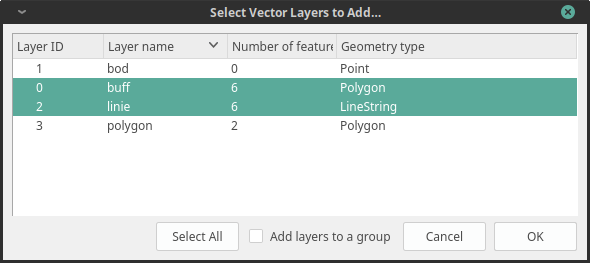 Select Vector Layers to Add...
Layer ID Layer name Number of feature Geometry type
1 bod 0 Point
0 buff 6 Polygon
2 linie 6 LineString
3 polygon 2 Polygon
Select All Add layers to a group Cancel OK